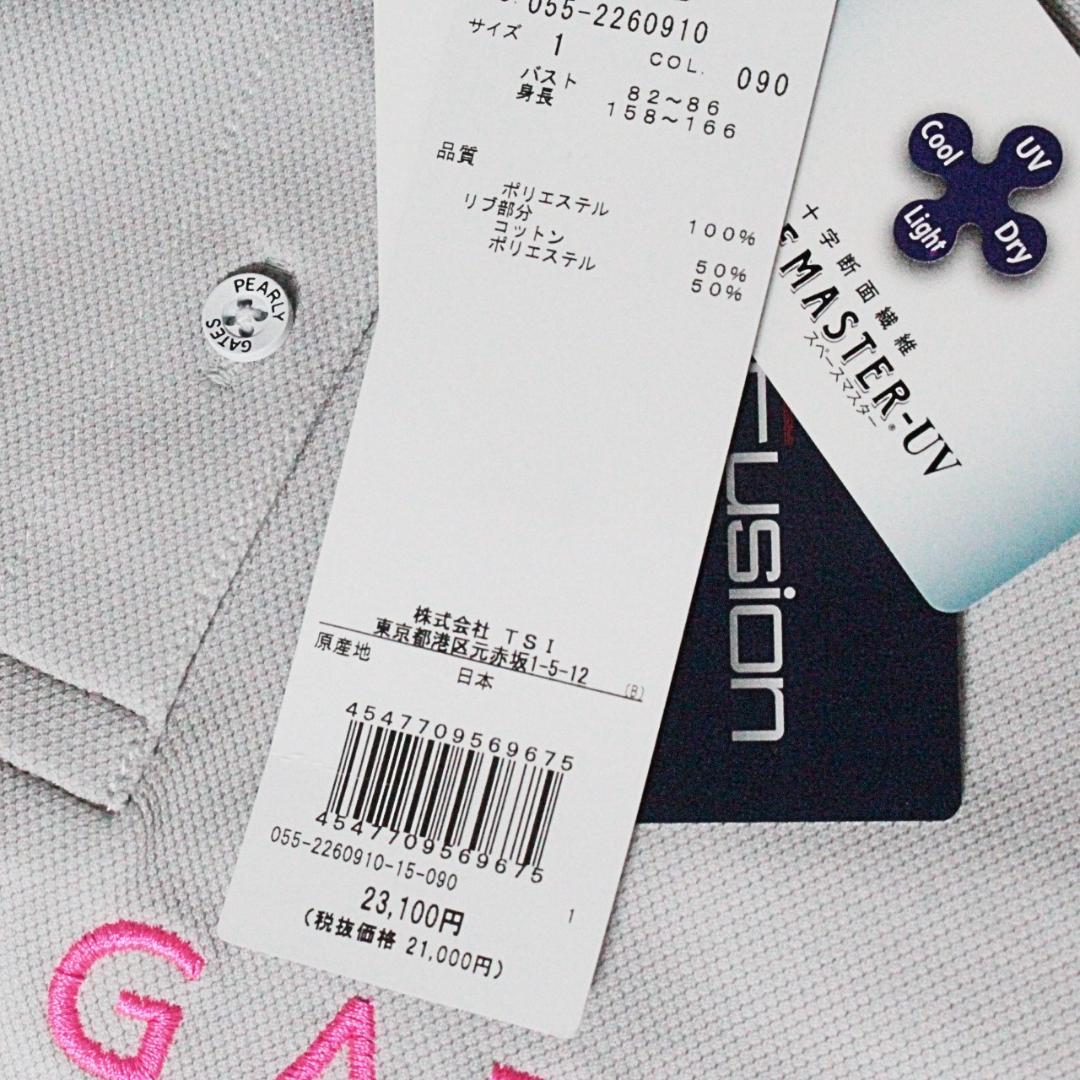 055-2260910
サイズ 1 COL. 090
バスト 82～86
身長 158～166
品質
ポリエステル 100%
リブ部分
コットン 50%
ポリエステル 50%
株式会社 TSI
東京都港区元赤坂1-5-12
(B)
原産地 日本
4547709569675
4547709569675
055-2260910-15-090
1
23,100円
(税抜価格 21,000円)
PEARLY
GATES
Cool UV
Light Dry
十字断面繊維
EMASTER-UV
スペースマスター®
Fusion
GA